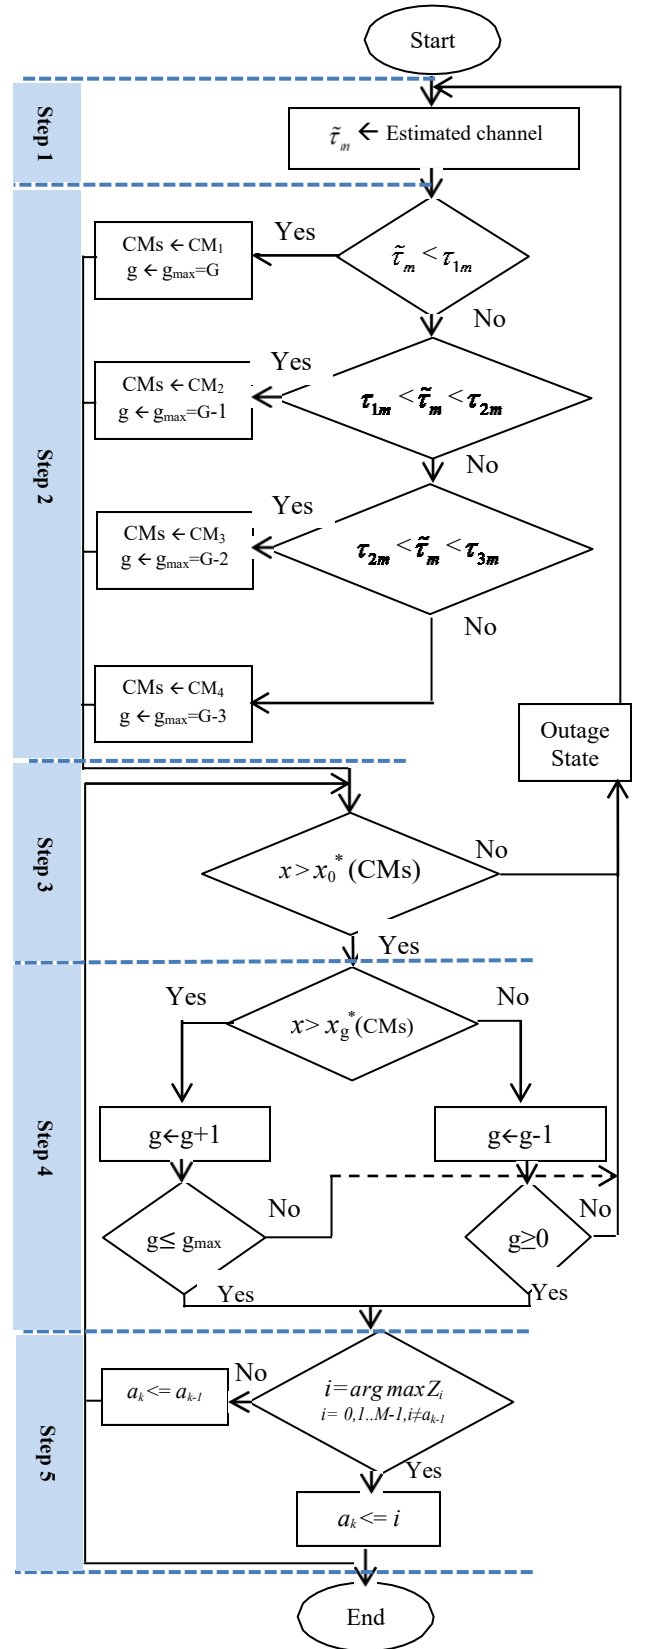 Start
Step 1
τ̃ₘ ← Estimated channel
Step 2
CMs ← CM₁
g ← gₘₐₓ=G
Yes
τ̃ₘ < τ₁ₘ
No
CMs ← CM₂
g ← gₘₐₓ=G-1
Yes
τ₁ₘ < τ̃ₘ < τ₂ₘ
No
CMs ← CM₃
g ← gₘₐₓ=G-2
Yes
τ₂ₘ < τ̃ₘ < τ₃ₘ
No
CMs ← CM₄
g ← gₘₐₓ=G-3
Outage
State
Step 3
x > x₀* (CMs)
No
Yes
Step 4
Yes
x > x_g* (CMs)
No
g←g+1
g←g-1
g≤ gₘₐₓ
No
g≥0
No
Yes
Yes
Step 5
aₖ <= aₖ₋₁
No
i=arg max Zᵢ
i= 0,1..M-1,i≠aₖ₋₁
Yes
aₖ <= i
End